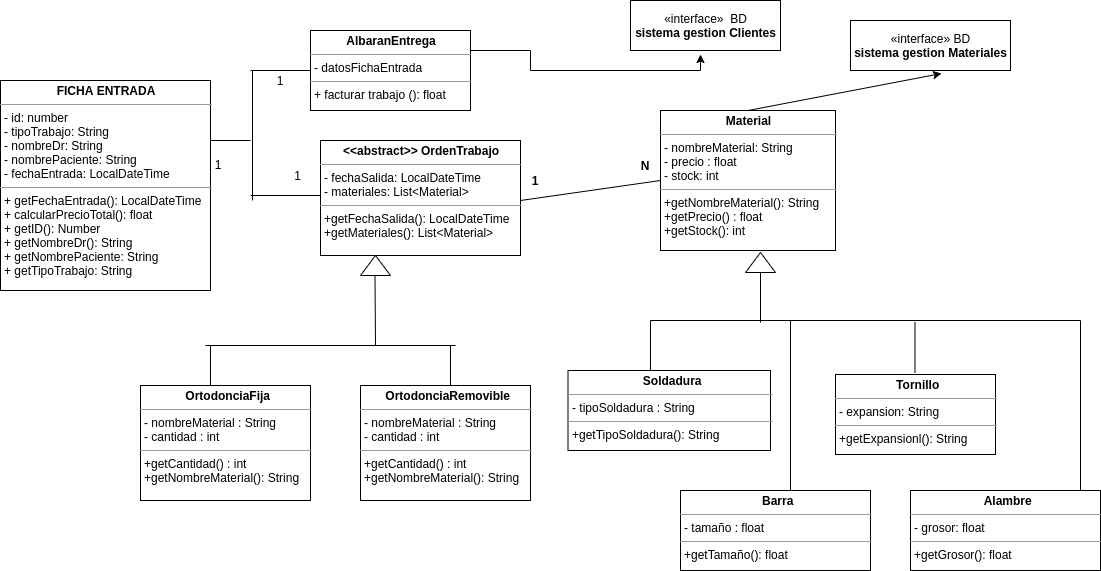 «interface»  BD
sistema gestion Clientes
«interface» BD
sistema gestion Materiales
AlbaranEntrega
- datosFichaEntrada
+ facturar trabajo (): float
FICHA ENTRADA
- id: number
- tipoTrabajo: String
- nombreDr: String
- nombrePaciente: String
- fechaEntrada: LocalDateTime
+ getFechaEntrada(): LocalDateTime
+ calcularPrecioTotal(): float
+ getID(): Number
+ getNombreDr(): String
+ getNombrePaciente: String
+ getTipoTrabajo: String
1
1
1
<<abstract>> OrdenTrabajo
- fechaSalida: LocalDateTime
- materiales: List<Material>
+getFechaSalida(): LocalDateTime
+getMateriales(): List<Material>
1
N
Material
- nombreMaterial: String
- precio : float
- stock: int
+getNombreMaterial(): String
+getPrecio() : float
+getStock(): int
OrtodonciaFija
- nombreMaterial : String
- cantidad : int
+getCantidad() : int
+getNombreMaterial(): String
OrtodonciaRemovible
- nombreMaterial : String
- cantidad : int
+getCantidad() : int
+getNombreMaterial(): String
Soldadura
- tipoSoldadura : String
+getTipoSoldadura(): String
Tornillo
- expansion: String
+getExpansionl(): String
Barra
- tamaño : float
+getTamaño(): float
Alambre
- grosor: float
+getGrosor(): float